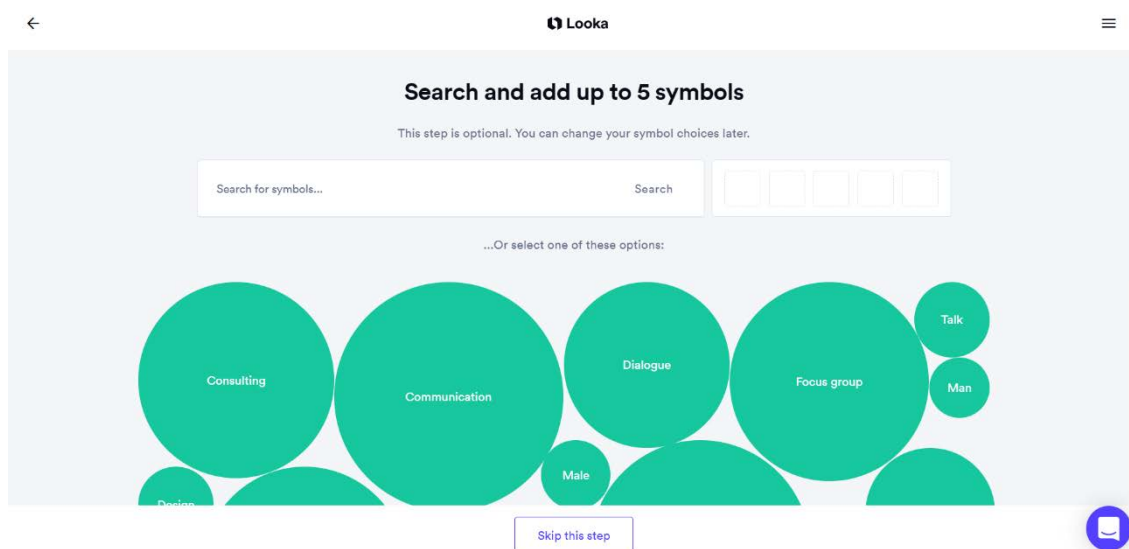 Looka
Search and add up to 5 symbols
This step is optional. You can change your symbol choices later.
Search for symbols... Search
...Or select one of these options:
Talk
Dialogue
Consulting
Focus group
Man
Communication
Male
Design
Skip this step